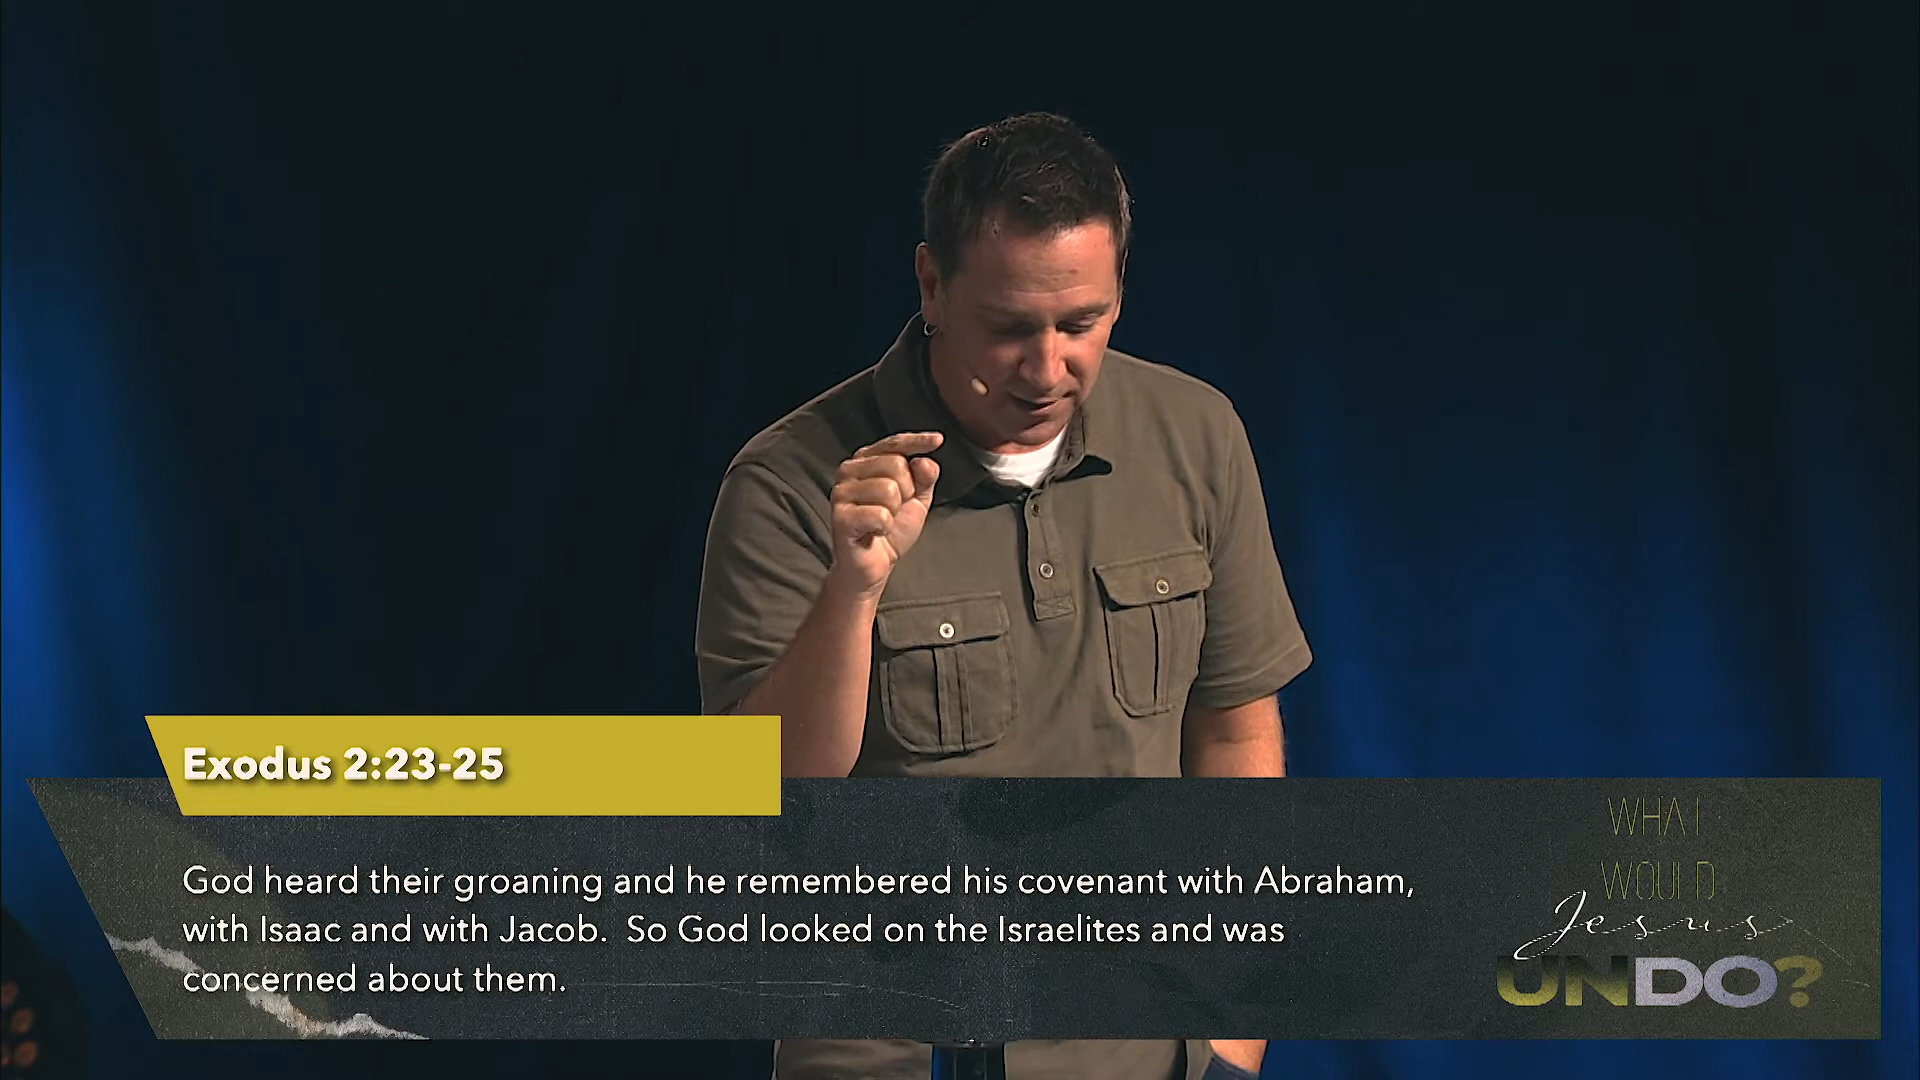 Exodus 2:23-25
God heard their groaning and he remembered his covenant with Abraham,
with Isaac and with Jacob.  So God looked on the Israelites and was
concerned about them.
WHAT
WOULD
Jesus
UNDO?